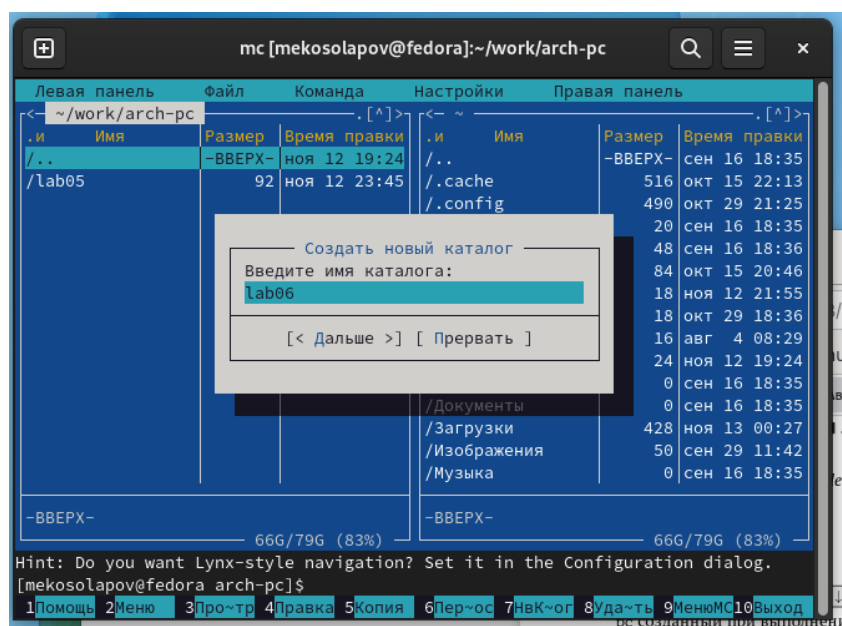 mc [mekosolapov@fedora]:~/work/arch-pc
Левая панель Файл Команда Настройки Правая панель
<— ~/work/arch-pc .[^]> <— ~ .[^]>
.и Имя Размер Время правки .и Имя Размер Время правки
/.. -ВВЕРХ- ноя 12 19:24 /.. -ВВЕРХ- сен 16 18:35
/lab05 92 ноя 12 23:45 /.cache 516 окт 15 22:13
/.config 490 окт 29 21:25
20 сен 16 18:35
Создать новый каталог 48 сен 16 18:36
Введите имя каталога: 84 окт 15 20:46
lab06 18 ноя 12 21:55
18 окт 29 18:36
[< Дальше >] [ Прервать ] 16 авг 4 08:29
24 ноя 12 19:24
0 сен 16 18:35
/Документы 0 сен 16 18:35
/Загрузки 428 ноя 13 00:27
/Изображения 50 сен 29 11:42
/Музыка 0 сен 16 18:35
-ВВЕРХ- -ВВЕРХ-
66G/79G (83%) 66G/79G (83%)
Hint: Do you want Lynx-style navigation? Set it in the Configuration dialog.
[mekosolapov@fedora arch-pc]$
1Помощь 2Меню 3Про~тр 4Правка 5Копия 6Пер~ос 7НвК~ог 8Уда~ть 9МенюМС10Выход